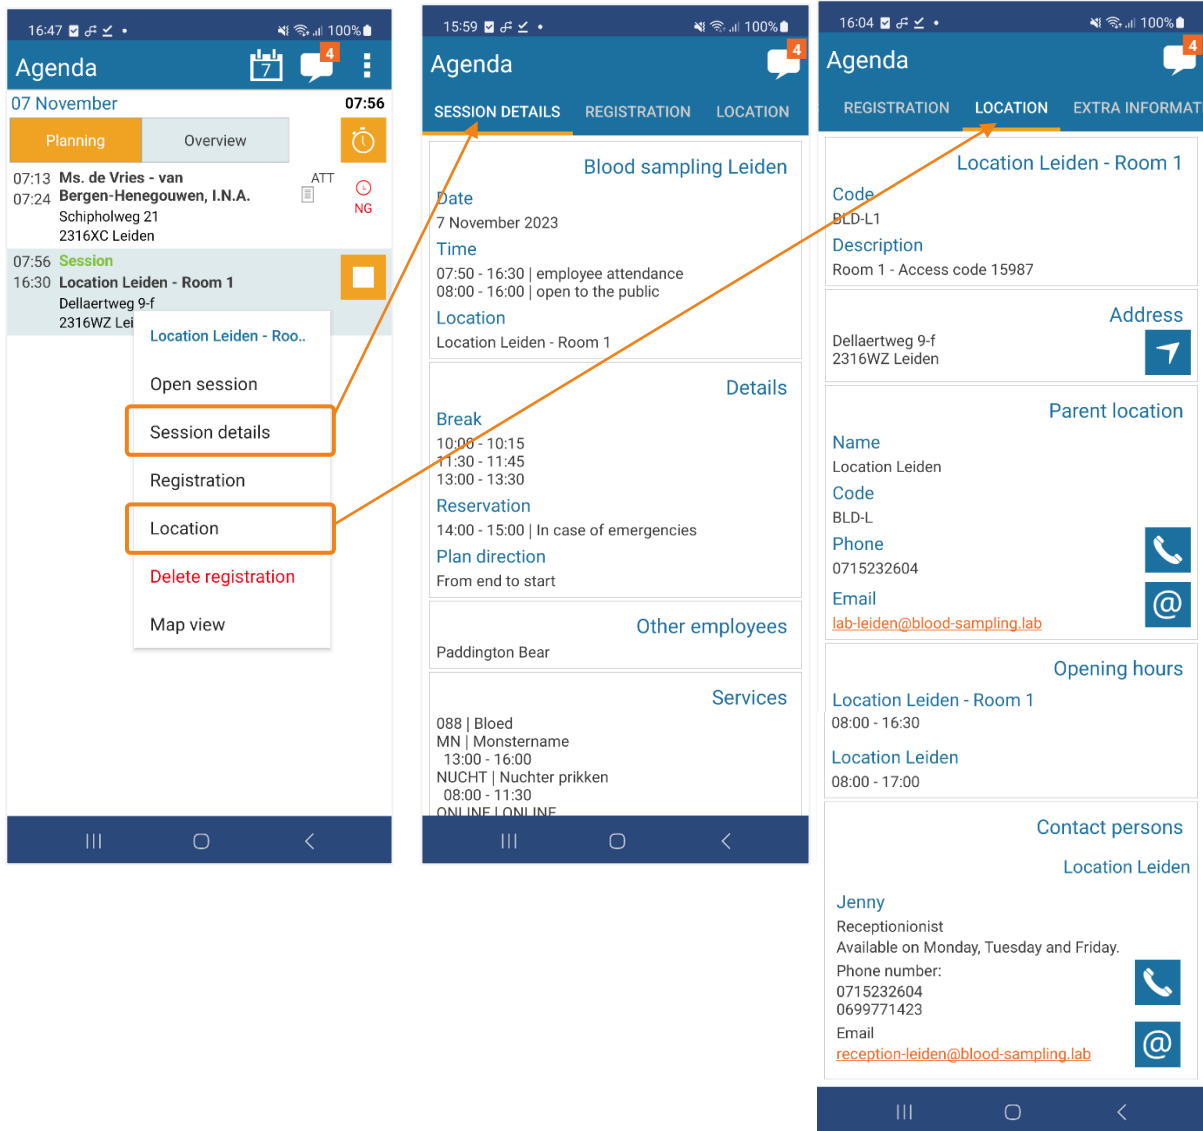 16:47
100%
Agenda
7
4
07 November
07:56
Planning
Overview
07:13 Ms. de Vries - van
ATT
07:24 Bergen-Henegouwen, I.N.A.
NG
Schipholweg 21
2316XC Leiden
07:56 Session
16:30 Location Leiden - Room 1
Dellaertweg 9-f
2316WZ Lei
Location Leiden - Roo..
Open session
Session details
Registration
Location
Delete registration
Map view
15:59
100%
Agenda
4
SESSION DETAILS REGISTRATION LOCATION
Blood sampling Leiden
Date
7 November 2023
Time
07:50 - 16:30 | employee attendance
08:00 - 16:00 | open to the public
Location
Location Leiden - Room 1
Details
Break
10:00 - 10:15
11:30 - 11:45
13:00 - 13:30
Reservation
14:00 - 15:00 | In case of emergencies
Plan direction
From end to start
Other employees
Paddington Bear
Services
088 | Bloed
MN | Monstername
13:00 - 16:00
NUCHT | Nuchter prikken
08:00 - 11:30
ONLINE | ONLINE
16:04
100%
Agenda
4
REGISTRATION LOCATION EXTRA INFORMAT
Location Leiden - Room 1
Code
BLD-L1
Description
Room 1 - Access code 15987
Address
Dellaertweg 9-f
2316WZ Leiden
Parent location
Name
Location Leiden
Code
BLD-L
Phone
0715232604
Email
@
lab-leiden@blood-sampling.lab
Opening hours
Location Leiden - Room 1
08:00 - 16:30
Location Leiden
08:00 - 17:00
Contact persons
Location Leiden
Jenny
Receptionionist
Available on Monday, Tuesday and Friday.
Phone number:
0715232604
0699771423
Email
@
reception-leiden@blood-sampling.lab